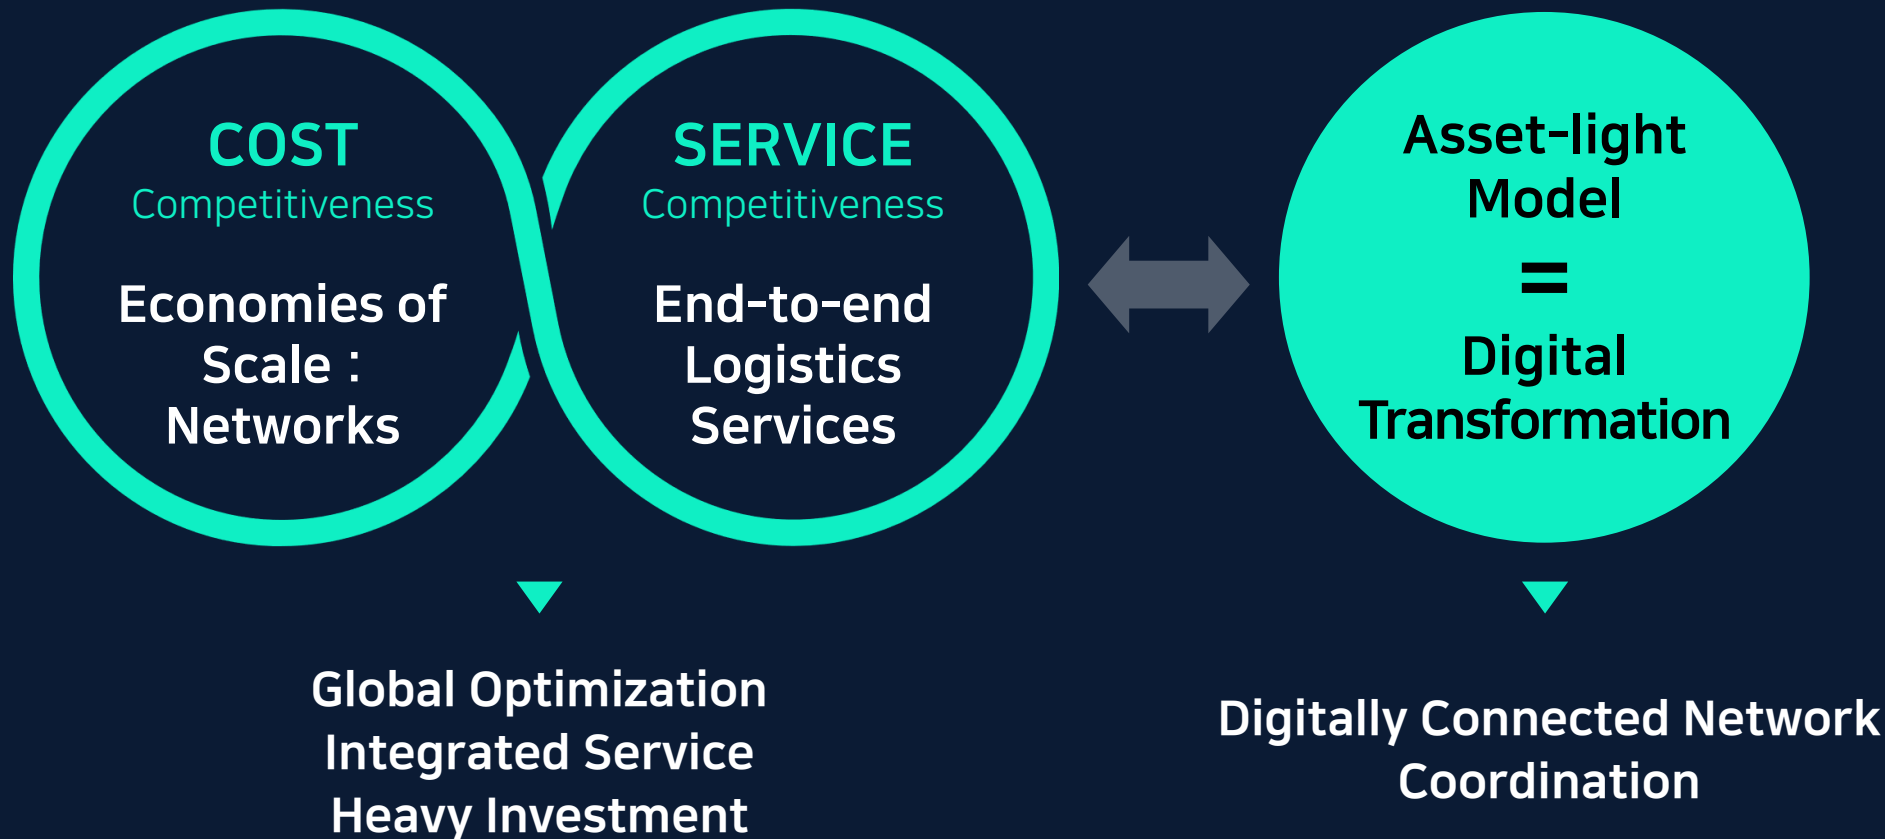 COST
Competitiveness
Economies of
Scale :
Networks
SERVICE
Competitiveness
End-to-end
Logistics
Services
Asset-light
Model
=
Digital
Transformation
Global Optimization
Integrated Service
Heavy Investment
Digitally Connected Network
Coordination